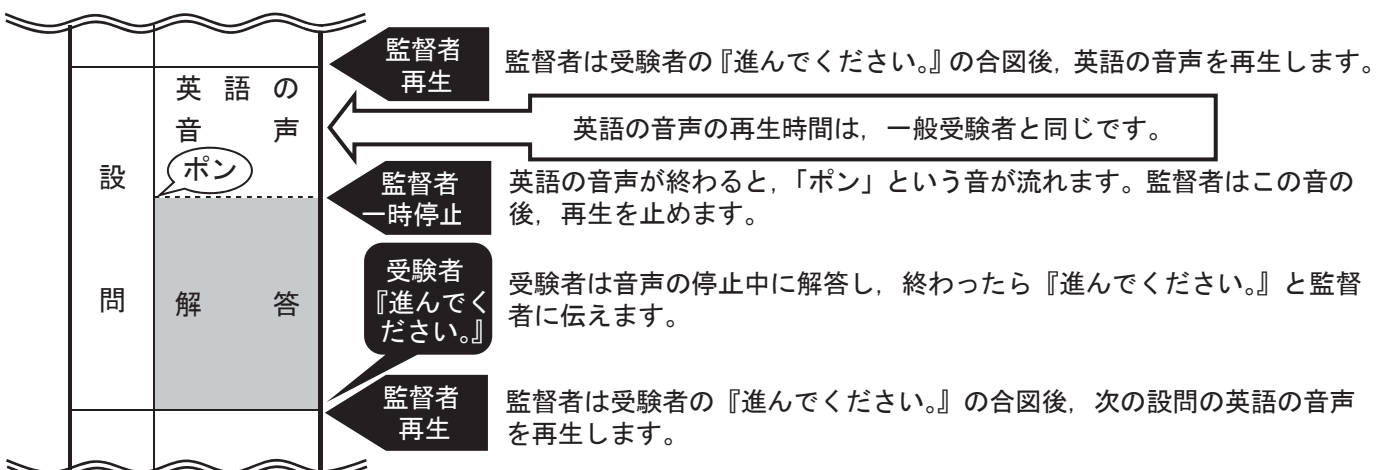 監督者
再生
監督者は受験者の『進んでください。』の合図後，英語の音声を再生します。
英語の
音声
英語の音声の再生時間は，一般受験者と同じです。
設問
ポン
監督者
一時停止
英語の音声が終わると，「ポン」という音が流れます。監督者はこの音の
後，再生を止めます。
解答
受験者
『進んでく
ださい。』
受験者は音声の停止中に解答し，終わったら『進んでください。』と監督
者に伝えます。
監督者
再生
監督者は受験者の『進んでください。』の合図後，次の設問の英語の音声
を再生します。